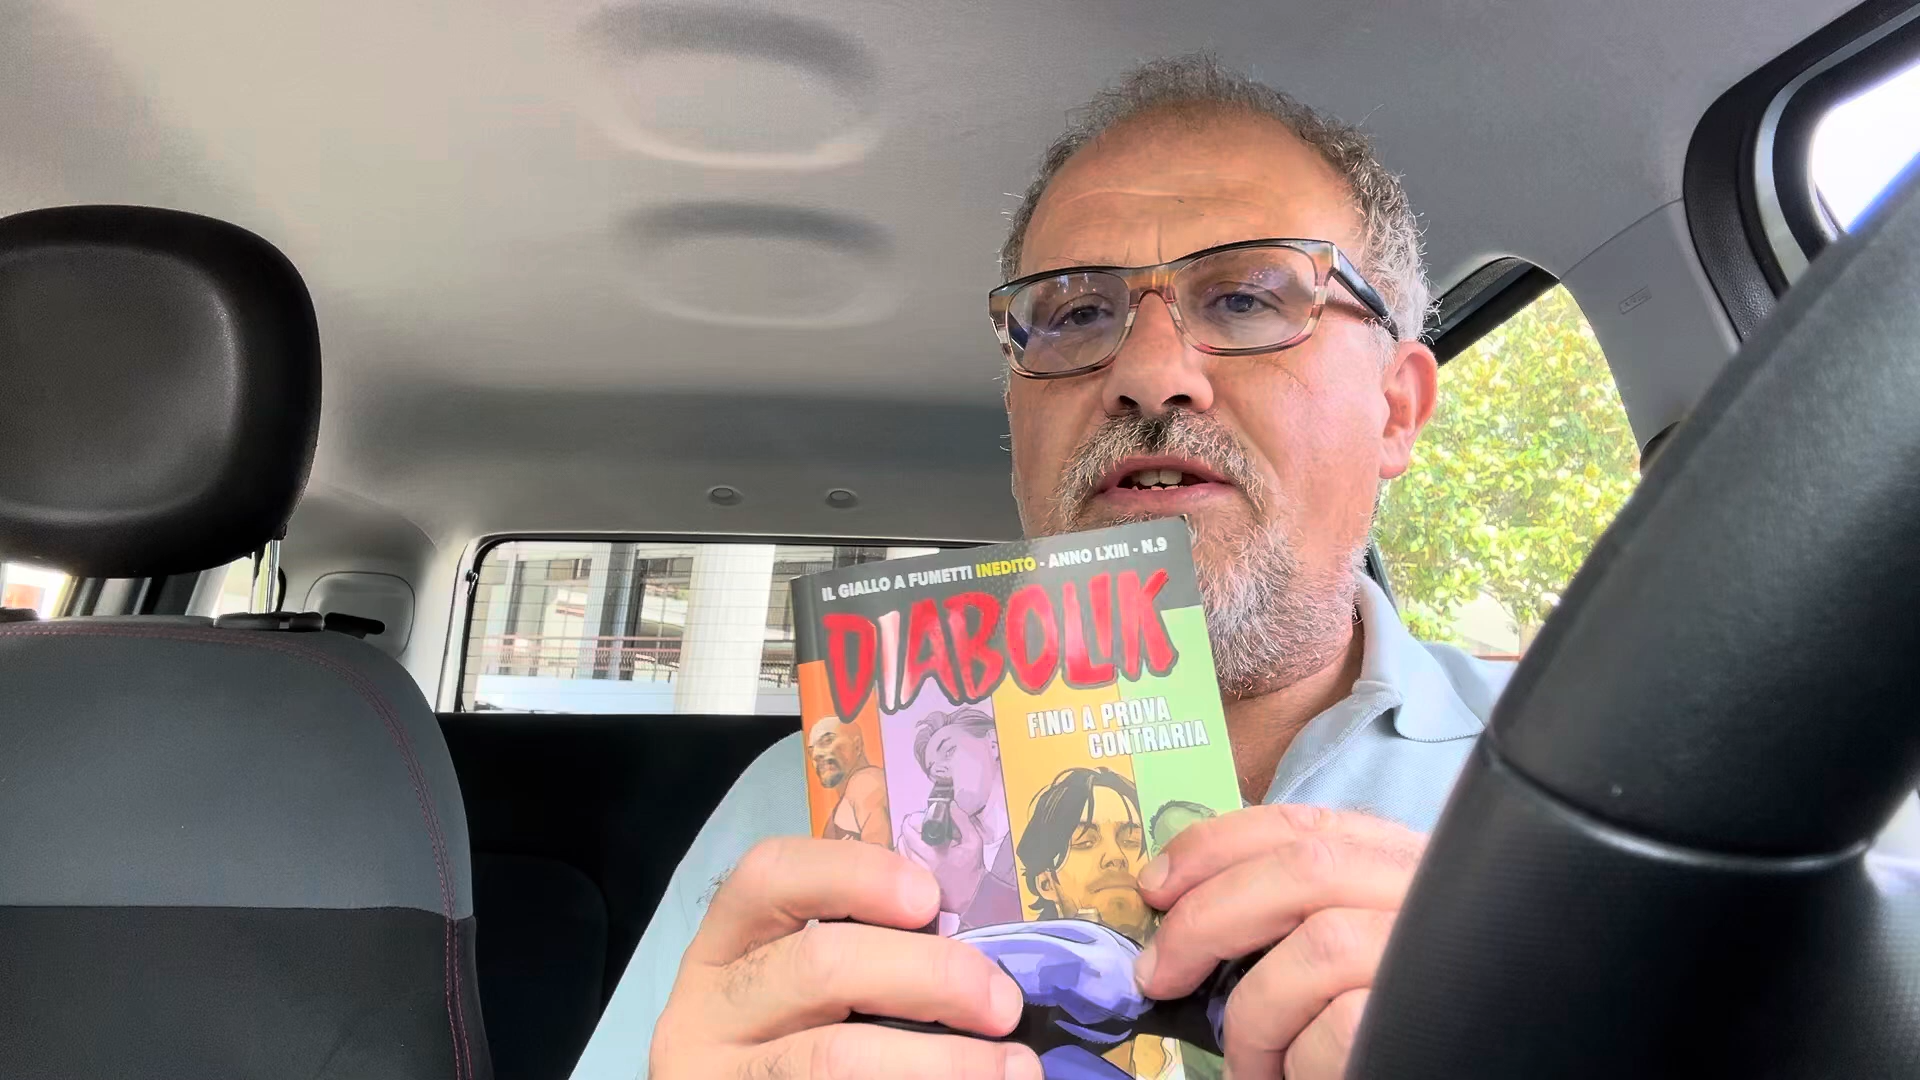 IL GIALLO A FUMETTI INEDITO - ANNO LXIII - N.9
DIABOLIK
FINO A PROVA
CONTRARIA